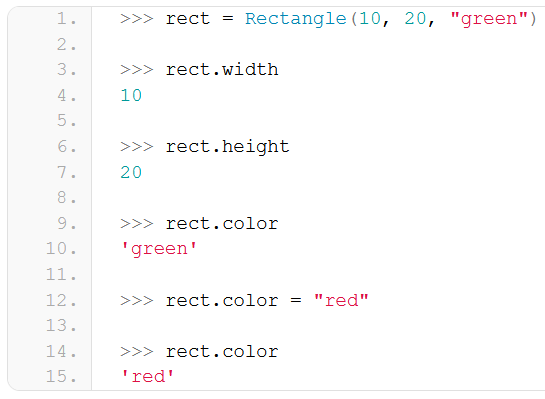 1. >>> rect = Rectangle(10, 20, "green")
2.
3. >>> rect.width
4. 10
5.
6. >>> rect.height
7. 20
8.
9. >>> rect.color
10. 'green'
11.
12. >>> rect.color = "red"
13.
14. >>> rect.color
15. 'red'